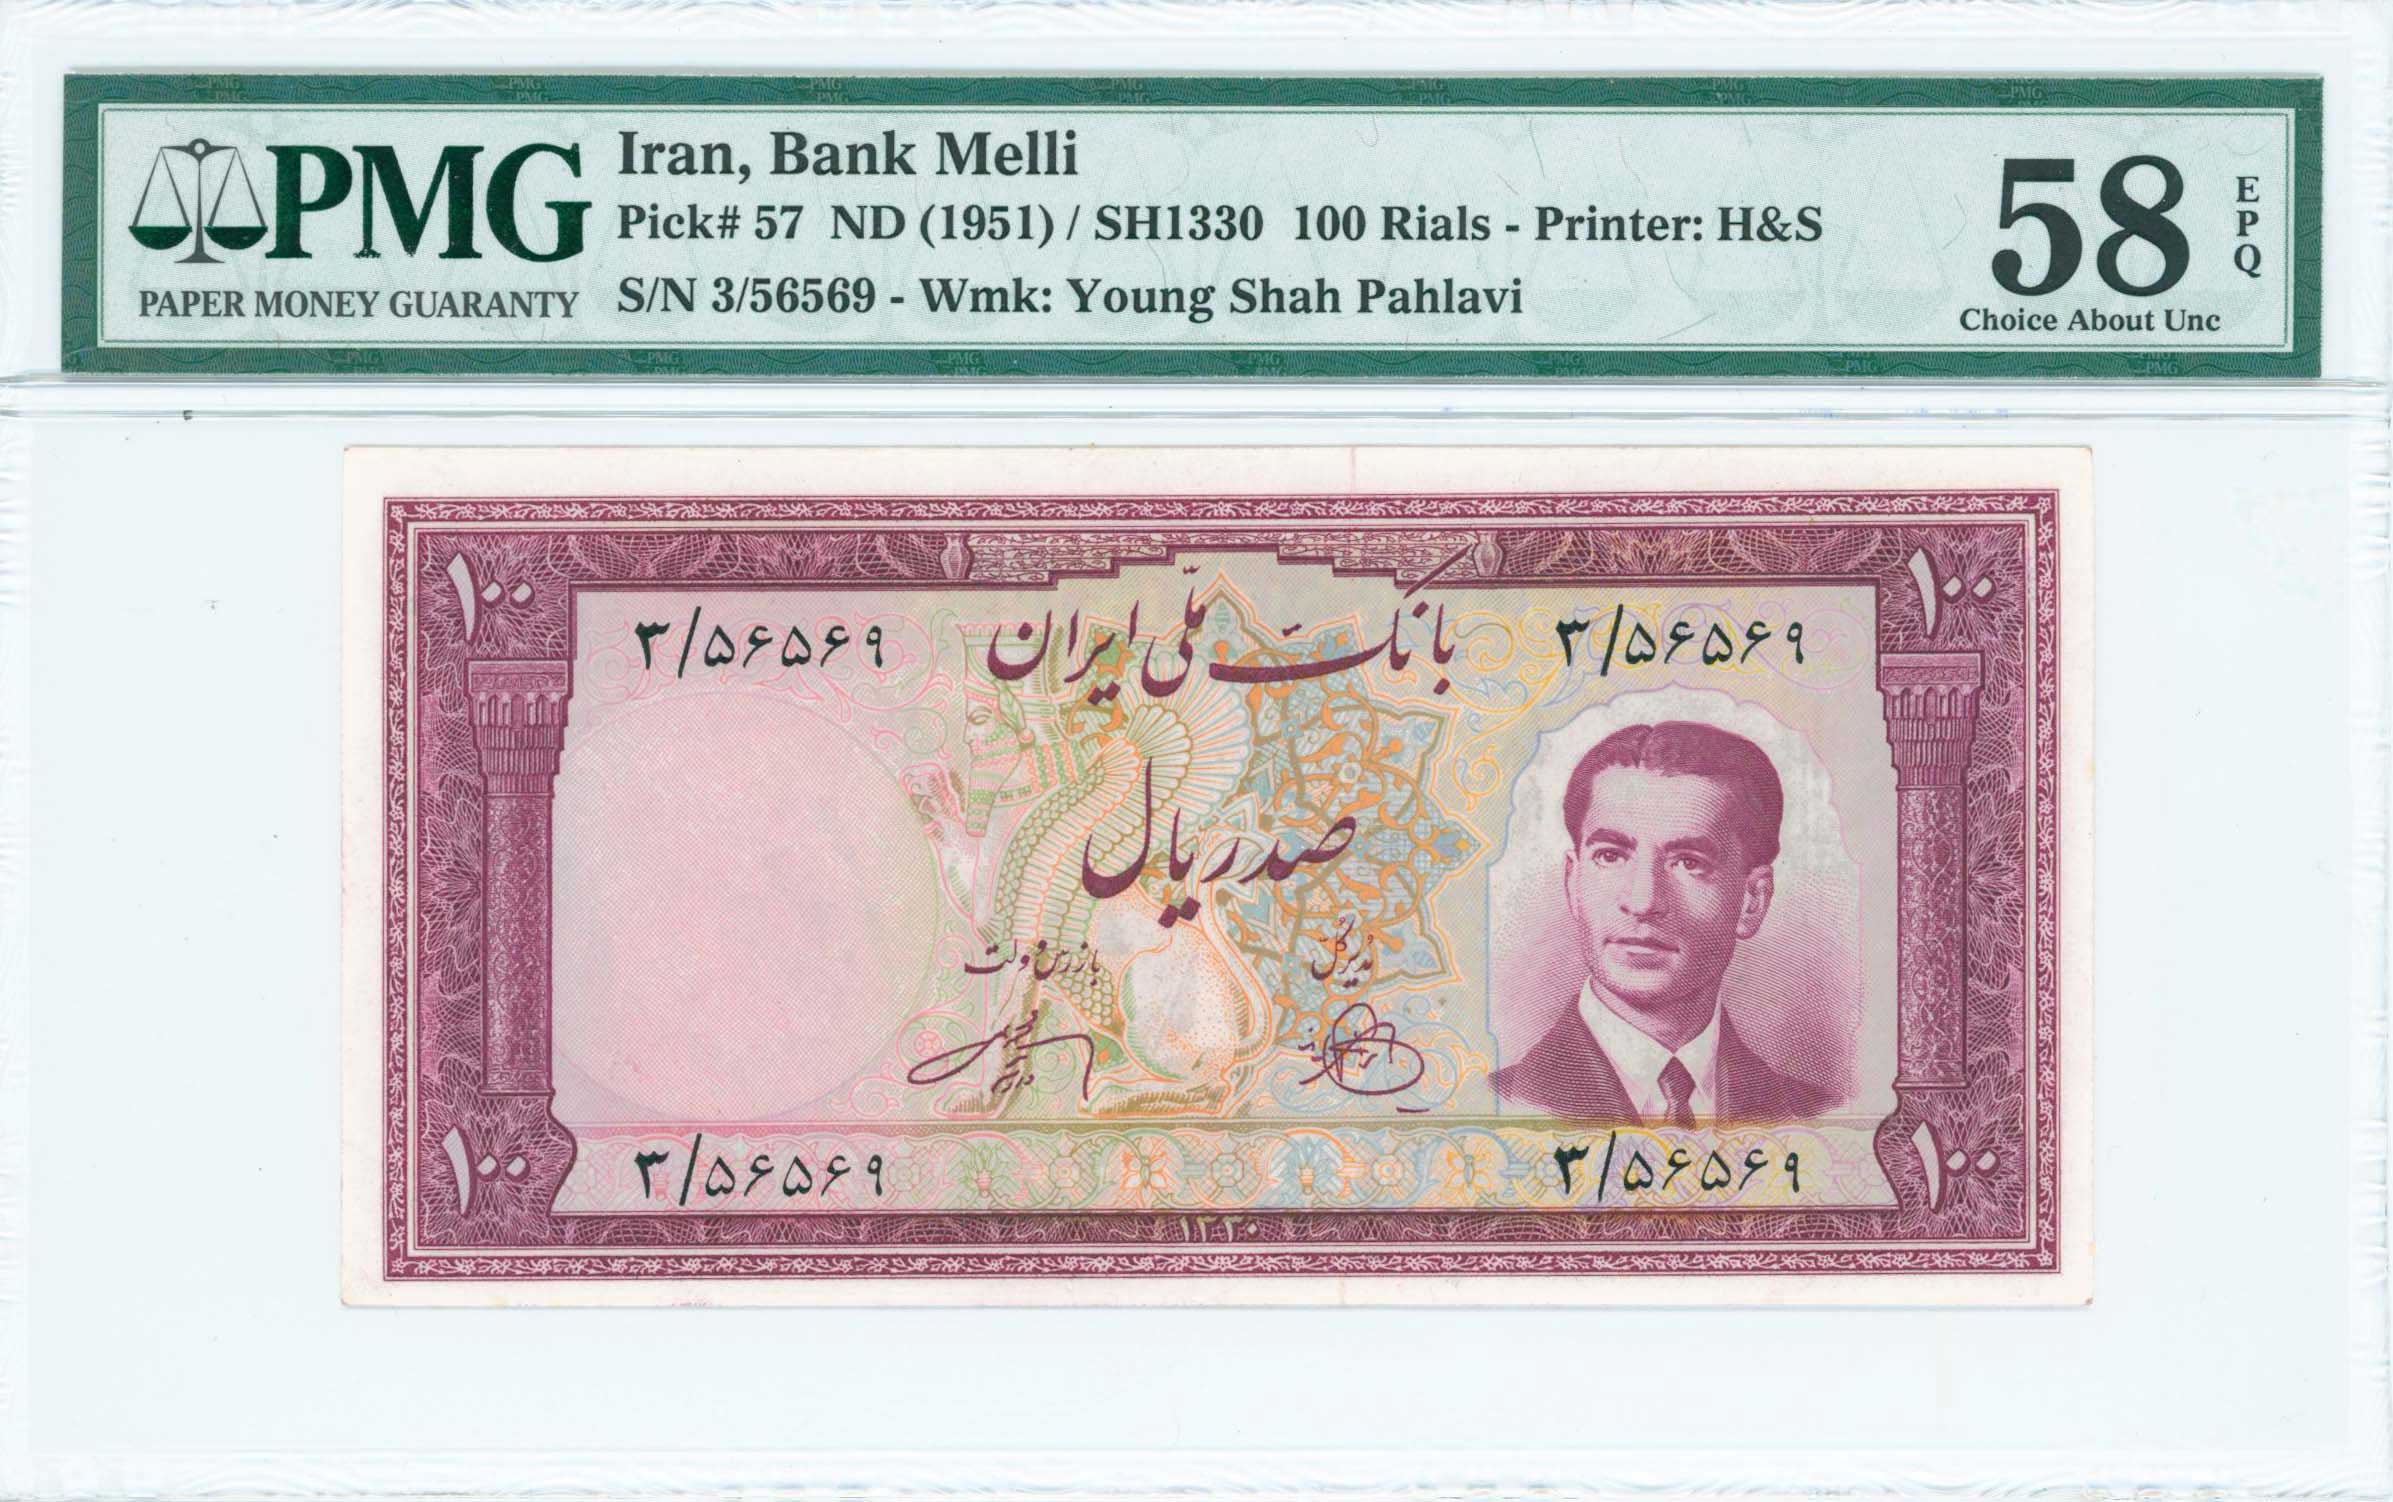 PMG
PAPER MONEY GUARANTY
Iran, Bank Melli
Pick# 57 ND (1951) / SH1330 100 Rials - Printer: H&S
S/N 3/56569 - Wmk: Young Shah Pahlavi
58
EPQ
Choice About Unc
۱۰۰
۱۰۰
بانک ملّی ایران
۳/۵۶۵۶۹
۳/۵۶۵۶۹
صد ریال
مدیر کل
بازرس دولت
۳/۵۶۵۶۹
۳/۵۶۵۶۹
۱۰۰
۱۰۰
۱۳۳۰